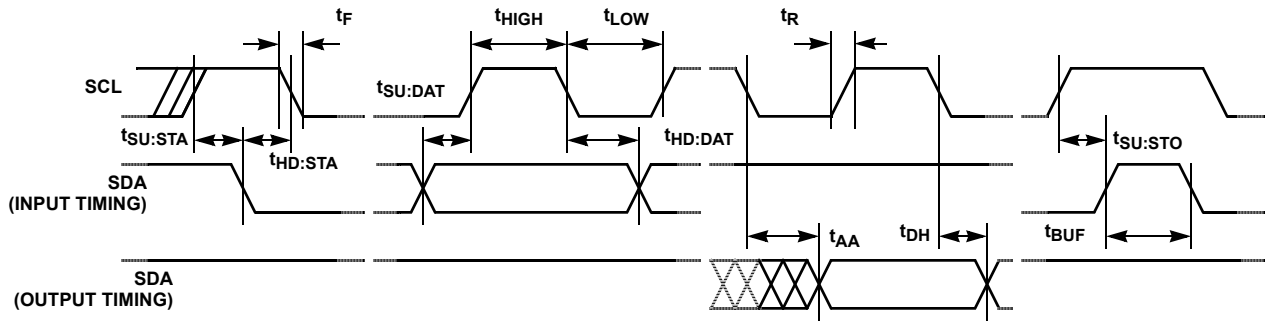 tF
tHIGH
tLOW
tR
SCL
tSU:DAT
tSU:STA
tHD:STA
tHD:DAT
tSU:STO
SDA
(INPUT TIMING)
tAA
tDH
tBUF
SDA
(OUTPUT TIMING)